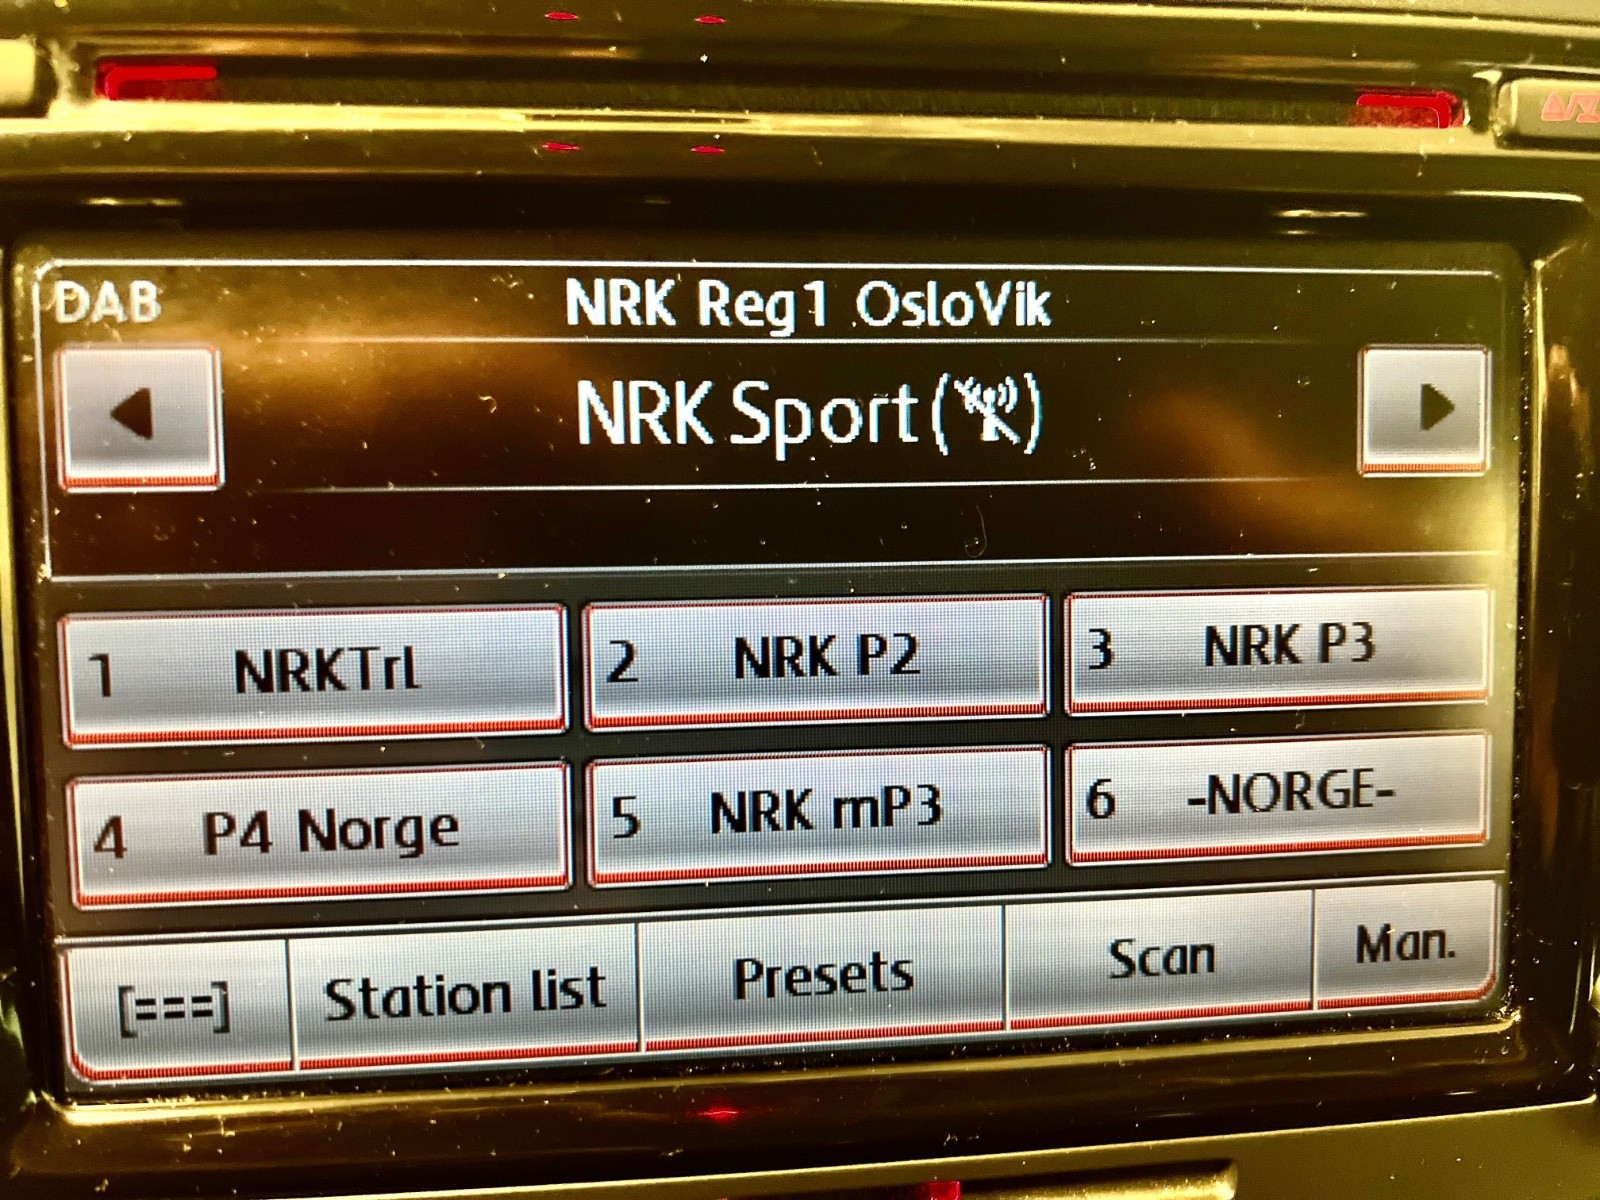 DAB
NRK Reg1 OsloVik
NRK Sport
1 NRKTrl
2 NRK P2
3 NRK P3
4 P4 Norge
5 NRK mP3
6 -NORGE-
[===]
Station list
Presets
Scan
Man.